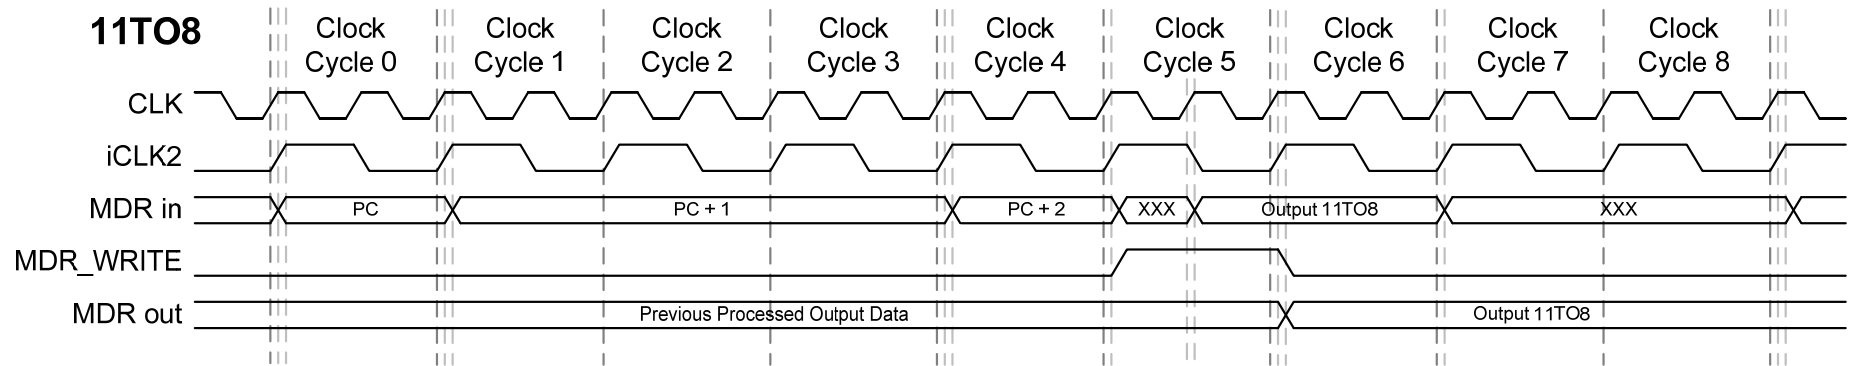 11TO8
Clock Cycle 0
Clock Cycle 1
Clock Cycle 2
Clock Cycle 3
Clock Cycle 4
Clock Cycle 5
Clock Cycle 6
Clock Cycle 7
Clock Cycle 8
CLK
iCLK2
MDR in PC PC + 1 PC + 2 XXX Output 11TO8 XXX
MDR_WRITE
MDR out Previous Processed Output Data Output 11TO8